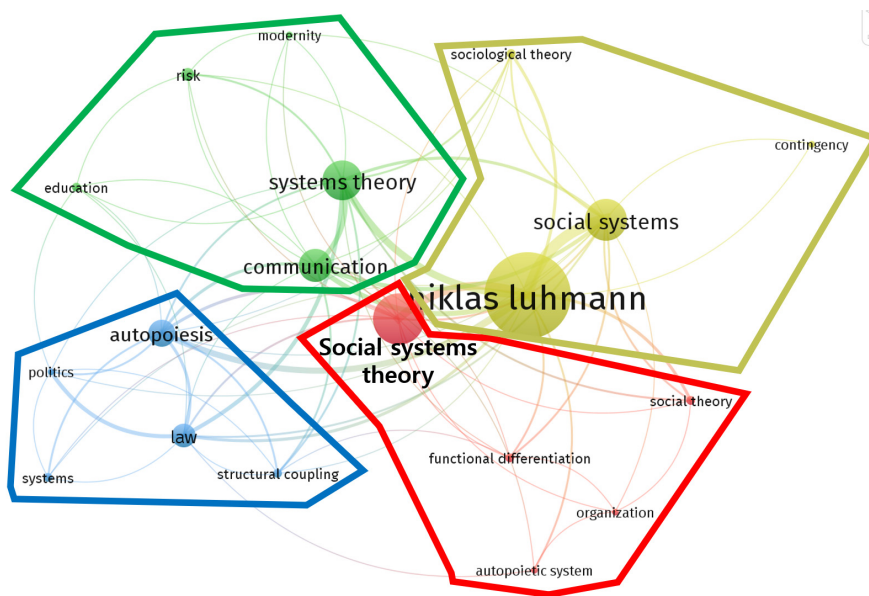 modernity
sociological theory
risk
contingency
systems theory
education
social systems
communication
niklas luhmann
autopoiesis
Social systems
theory
politics
social theory
law
functional differentiation
systems
structural coupling
organization
autopoietic system